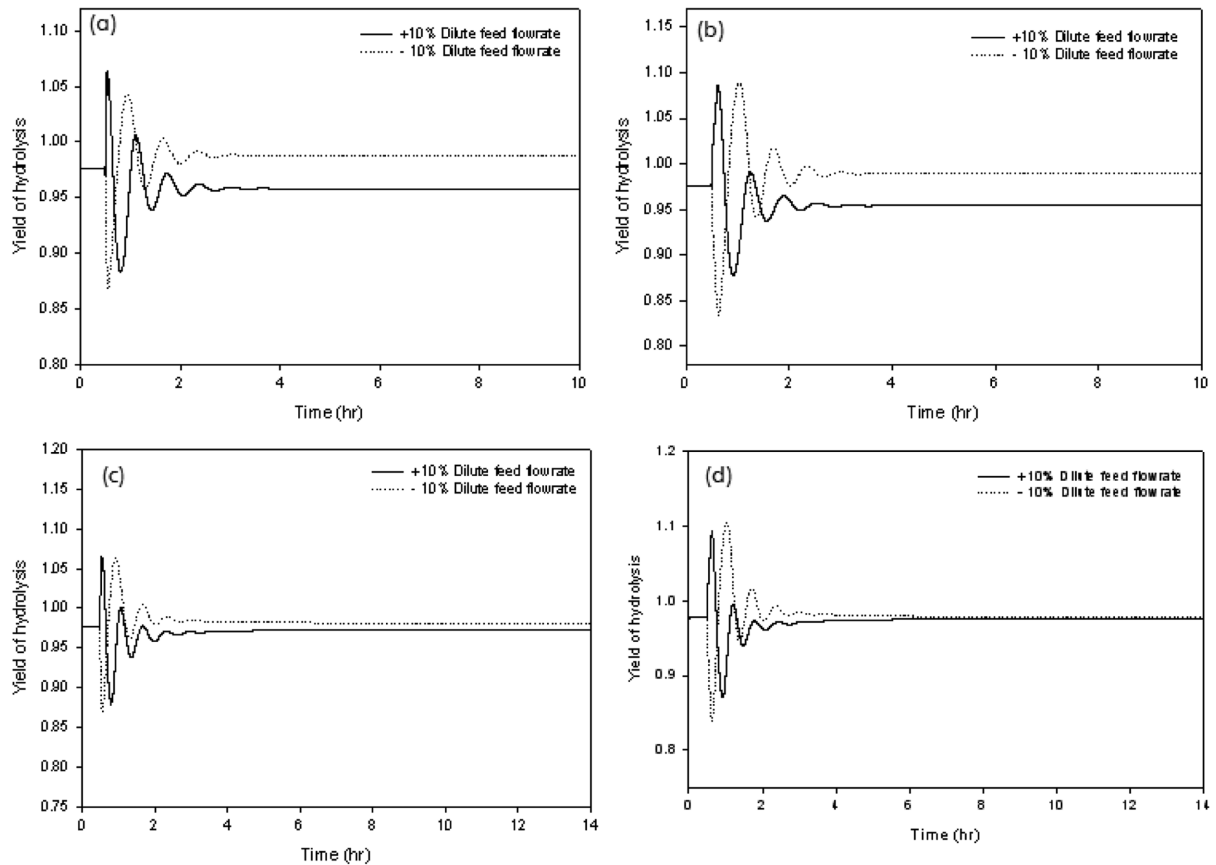 (a)
+10% Dilute feed flowrate
- 10% Dilute feed flowrate
1.10
1.05
1.00
0.95
0.90
0.85
0.80
Yield of hydrolysis
0 2 4 6 8 10
Time (hr)
(b)
+10% Dilute feed flowrate
- 10% Dilute feed flowrate
1.15
1.10
1.05
1.00
0.95
0.90
0.85
0.80
Yield of hydrolysis
0 2 4 6 8 10
Time (hr)
(c)
+10% Dilute feed flowrate
- 10% Dilute feed flowrate
1.20
1.15
1.10
1.05
1.00
0.95
0.90
0.85
0.80
0.75
Yield of hydrolysis
0 2 4 6 8 10 12 14
Time (hr)
(d)
+10% Dilute feed flowrate
- 10% Dilute feed flowrate
1.2
1.1
1.0
0.9
0.8
Yield of hydrolysis
0 2 4 6 8 10 12 14
Time (hr)